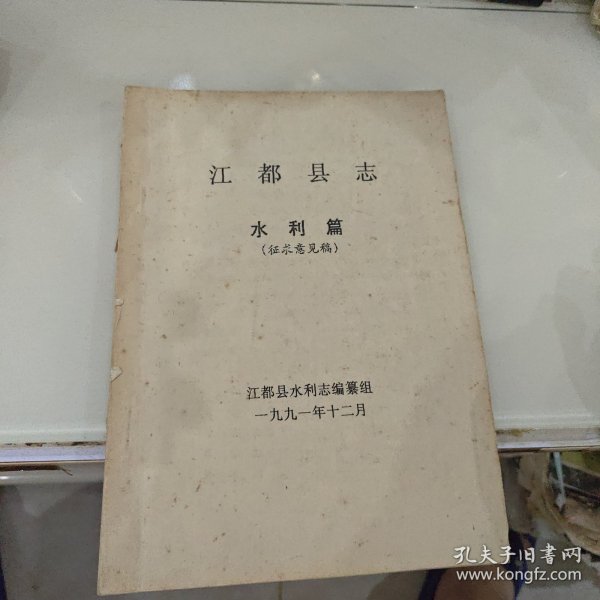 江都县志
水利篇
（征求意见稿）
江都县水利志编纂组
一九九一年十二月
孔夫子旧書网
www.kongfz.com